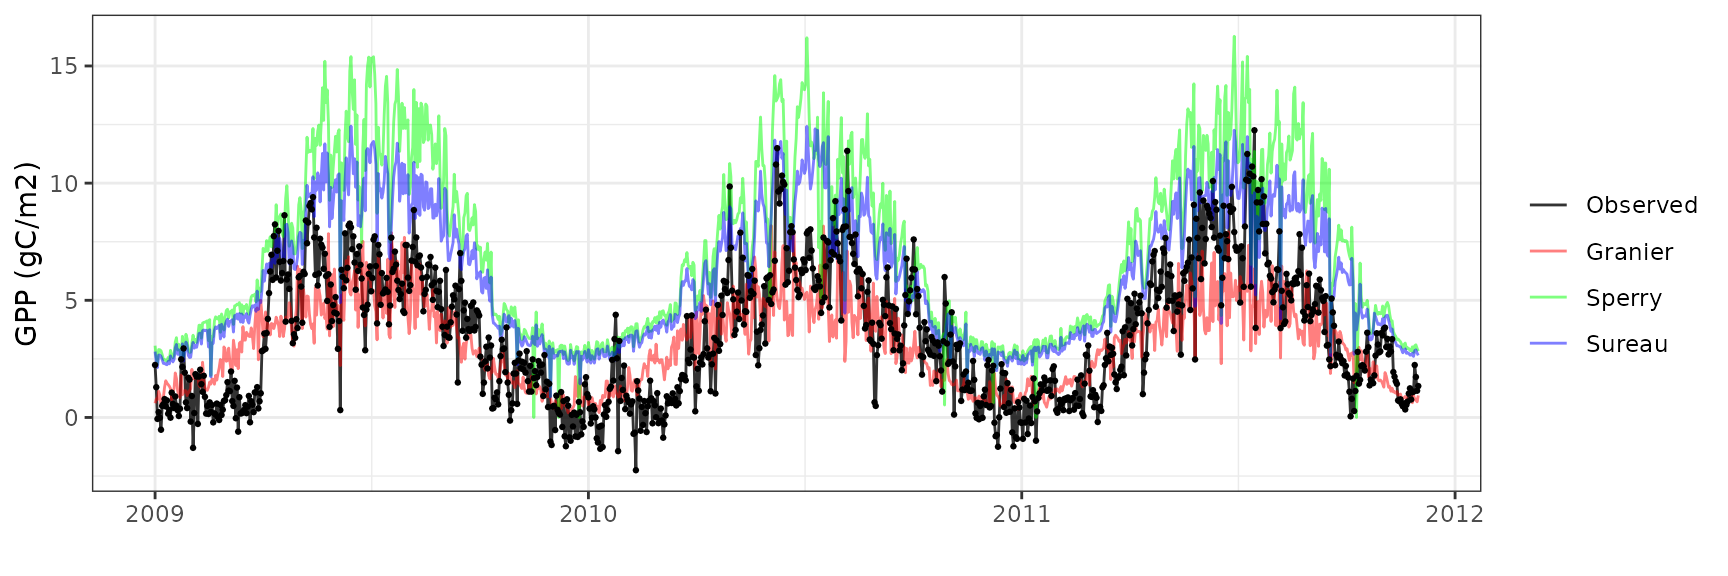 GPP (gC/m2)
15
10
5
0
2009 2010 2011 2012
Observed
Granier
Sperry
Sureau